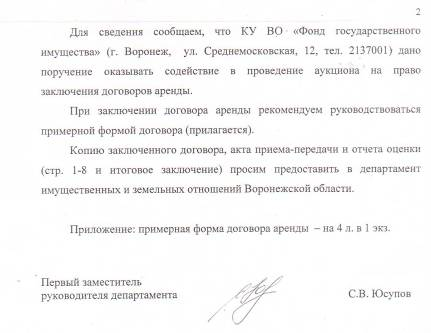 2
Для сведения сообщаем, что КУ ВО «Фонд государственного
имущества» (г. Воронеж, ул. Среднемосковская, 12, тел. 2137001) дано
поручение оказывать содействие в проведение аукциона на право
заключения договоров аренды.
При заключении договора аренды рекомендуем руководствоваться
примерной формой договора (прилагается).
Копию заключенного договора, акта приема-передачи и отчета оценки
(стр. 1-8 и итоговое заключение) просим предоставить в департамент
имущественных и земельных отношений Воронежской области.
Приложение: примерная форма договора аренды – на 4 л. в 1 экз.
Первый заместитель
руководителя департамента С.В. Юсупов